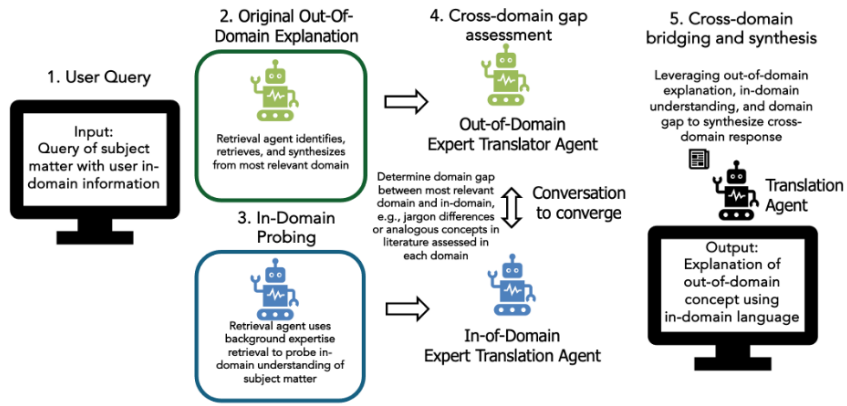 1. User Query
Input:
Query of subject
matter with user in-
domain information
2. Original Out-Of-
Domain Explanation
Retrieval agent identifies,
retrieves, and synthesizes
from most relevant domain
3. In-Domain
Probing
Retrieval agent uses
background expertise
retrieval to probe in-
domain understanding of
subject matter
4. Cross-domain gap
assessment
Out-of-Domain
Expert Translator Agent
Determine domain gap
between most relevant
domain and in-domain,
e.g., jargon differences
or analogous concepts in
literature assessed in
each domain
Conversation
to converge
In-of-Domain
Expert Translation Agent
5. Cross-domain
bridging and synthesis
Leveraging out-of-domain
explanation, in-domain
understanding, and domain
gap to synthesize cross-
domain response
Translation
Agent
Output:
Explanation of
out-of-domain
concept using
in-domain language